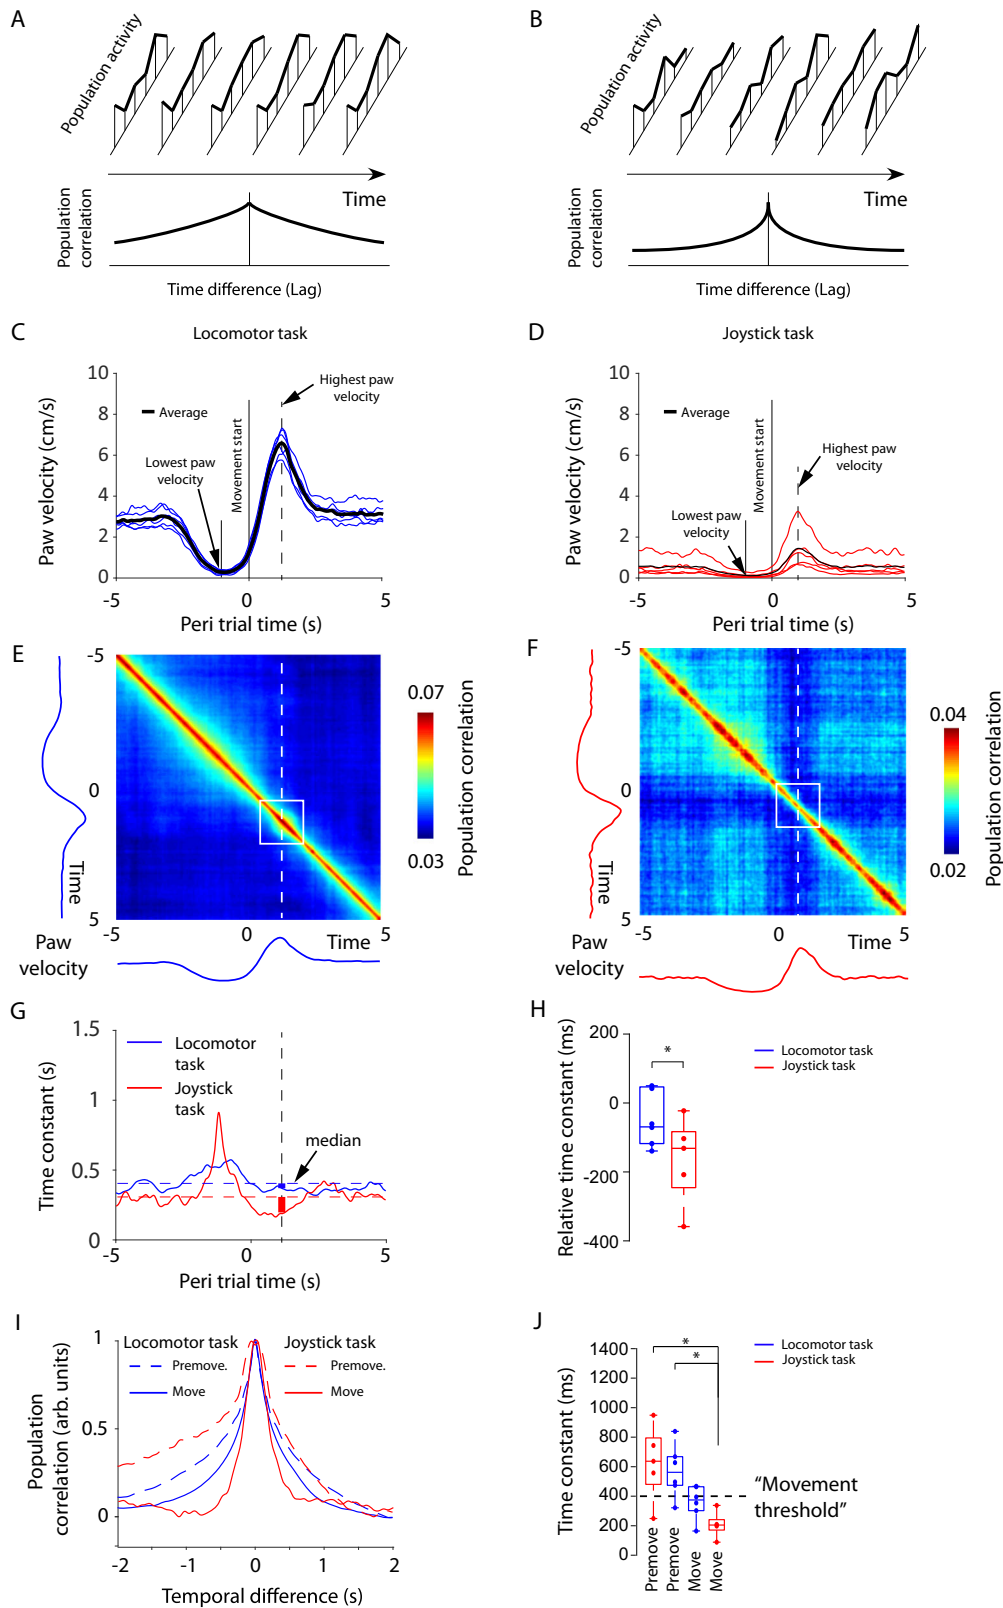 A
Population activity
Time
Population
correlation
Time difference (Lag)
B
Population activity
Time
Population
correlation
Time difference (Lag)
C
Locomotor task
Paw velocity (cm/s)
10
8
6
4
2
0
Average
Lowest paw
velocity
Movement start
Highest paw
velocity
-5
0
5
Peri trial time (s)
D
Joystick task
Paw velocity (cm/s)
10
8
6
4
2
0
Average
Lowest paw
velocity
Movement start
Highest paw
velocity
-5
0
5
Peri trial time (s)
E
-5
0
Time
5
-5
0
Time
5
Paw
velocity
0.07
0.03
Population correlation
F
-5
0
Time
5
-5
0
Time
5
Paw
velocity
0.04
0.02
Population correlation
G
Time constant (s)
1.5
1
0.5
0
Locomotor
task
Joystick
task
median
-5
0
5
Peri trial time (s)
H
Relative time constant (ms)
200
0
-200
-400
*
Locomotor task
Joystick task
I
Population
correlation (arb. units)
1
0.5
0
Locomotor task
Premove.
Move
Joystick task
Premove.
Move
-2
-1
0
1
2
Temporal difference (s)
J
Time constant (ms)
1400
1000
800
600
400
200
0
*
*
Locomotor task
Joystick task
“Movement
threshold”
Premove
Premove
Move
Move